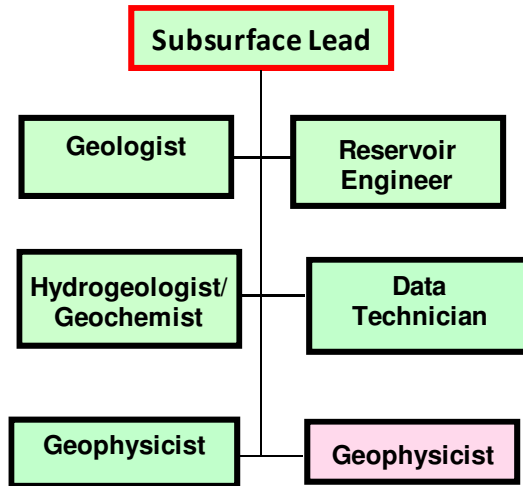 Subsurface Lead
Geologist
Reservoir
Engineer
Hydrogeologist/
Geochemist
Data
Technician
Geophysicist
Geophysicist